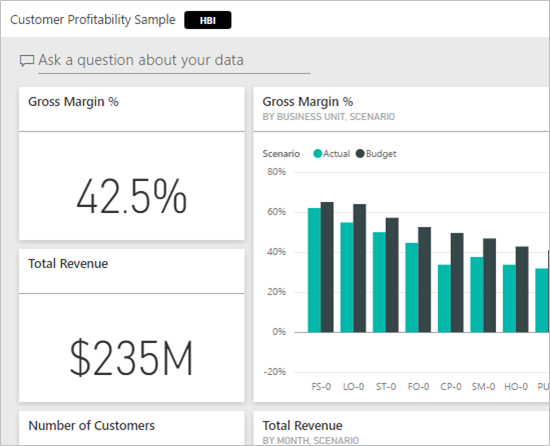 Customer Profitability Sample HBI
Ask a question about your data
Gross Margin %
42.5%
Total Revenue
$235M
Number of Customers
Gross Margin %
BY BUSINESS UNIT, SCENARIO
Scenario Actual Budget
80%
60%
40%
20%
0%
-20%
FS-0 LO-0 ST-0 FO-0 CP-0 SM-0 HO-0 PU
Total Revenue
BY MONTH, SCENARIO